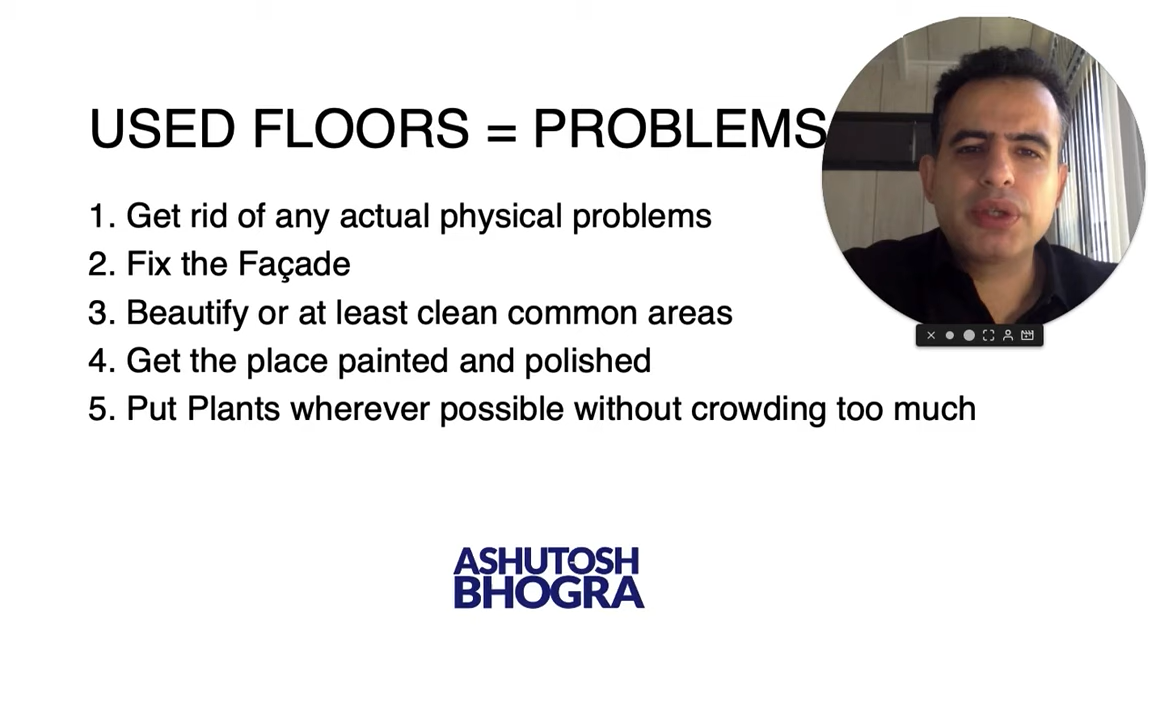 USED FLOORS = PROBLEMS
1. Get rid of any actual physical problems
2. Fix the Façade
3. Beautify or at least clean common areas
4. Get the place painted and polished
5. Put Plants wherever possible without crowding too much
ASHUTOSH
BHOGRA